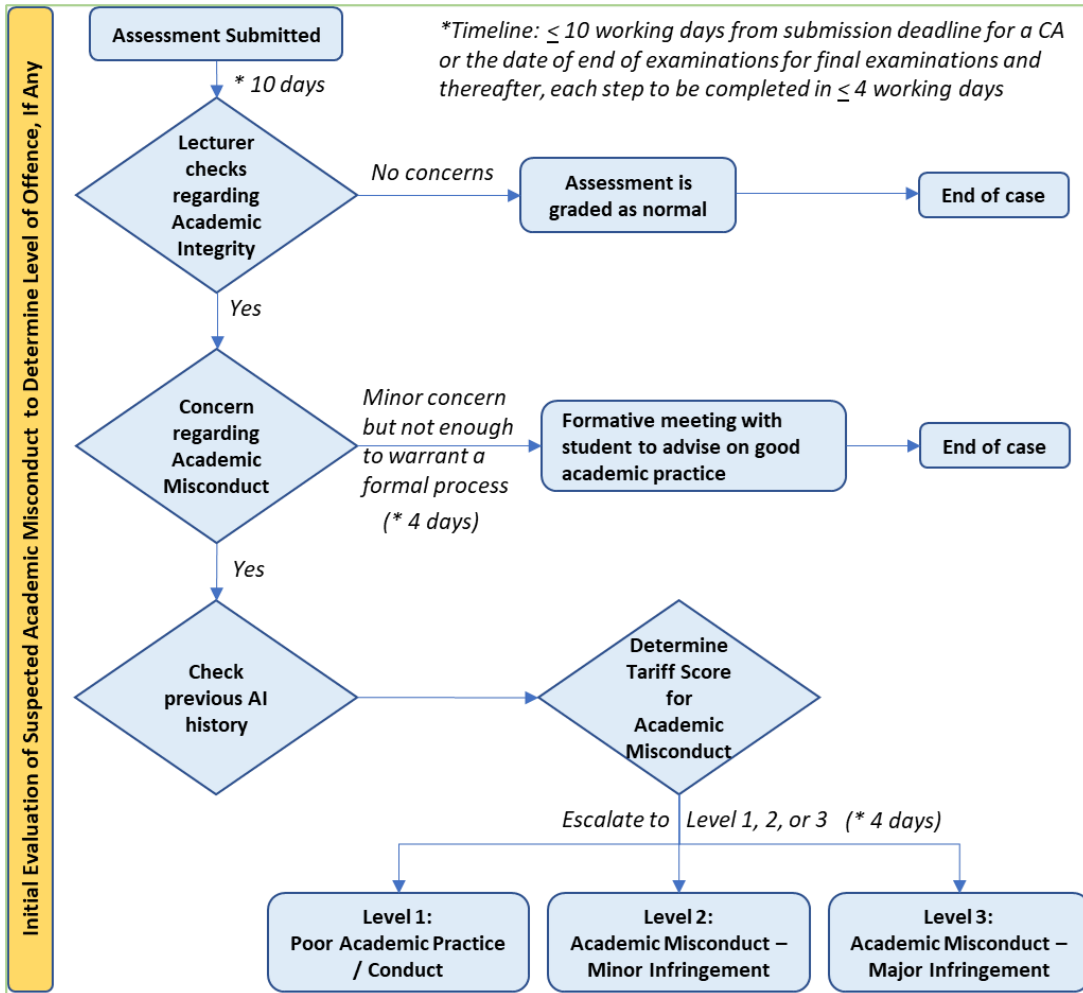 Initial Evaluation of Suspected Academic Misconduct to Determine Level of Offence, If Any
Assessment Submitted
*Timeline: < 10 working days from submission deadline for a CA
or the date of end of examinations for final examinations and
thereafter, each step to be completed in < 4 working days
* 10 days
Lecturer
checks
regarding
Academic
Integrity
No concerns
Assessment is
graded as normal
End of case
Yes
Concern
regarding
Academic
Misconduct
Minor concern
but not enough
to warrant a
formal process
(* 4 days)
Formative meeting with
student to advise on good
academic practice
End of case
Yes
Check
previous AI
history
Determine
Tariff Score
for
Academic
Misconduct
Escalate to Level 1, 2, or 3 (* 4 days)
Level 1:
Poor Academic Practice
/ Conduct
Level 2:
Academic Misconduct –
Minor Infringement
Level 3:
Academic Misconduct –
Major Infringement